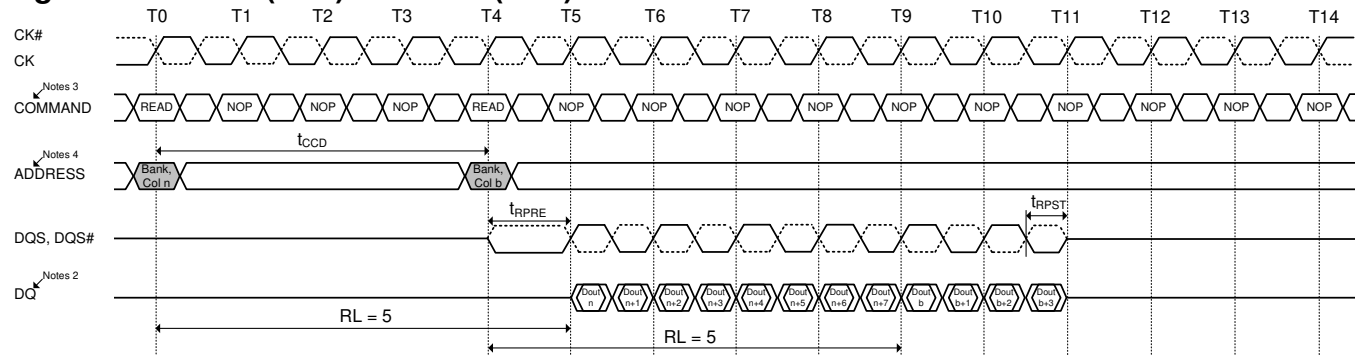 T0 T1 T2 T3 T4 T5 T6 T7 T8 T9 T10 T11 T12 T13 T14
CK#
CK
Notes 3
COMMAND READ NOP NOP NOP READ NOP NOP NOP NOP NOP NOP NOP NOP NOP NOP
tCCD
Notes 4
ADDRESS
Bank, Col n
Bank, Col b
tRPRE
tRPST
DQS, DQS#
Notes 2
DQ
Dout n
Dout n+1
Dout n+2
Dout n+3
Dout n+4
Dout n+5
Dout n+6
Dout n+7
Dout b
Dout b+1
Dout b+2
Dout b+3
RL = 5
RL = 5